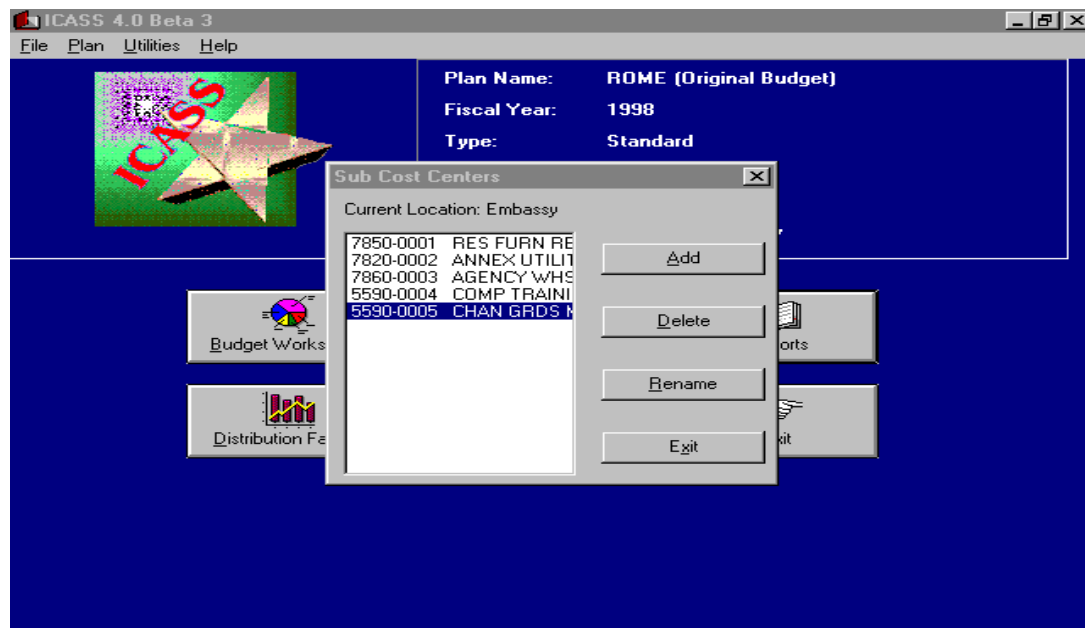 ICASS 4.0 Beta 3
File Plan Utilities Help
ICASS
Plan Name: ROME (Original Budget)
Fiscal Year: 1998
Type: Standard
Sub Cost Centers
Current Location: Embassy
7850-0001 RES FURN RE
7820-0002 ANNEX UTILIT
7860-0003 AGENCY WHS
5590-0004 COMP TRAINI
5590-0005 CHAN GRDS M
Add
Delete
Rename
Exit
Budget Works
orts
Distribution Fa
xit